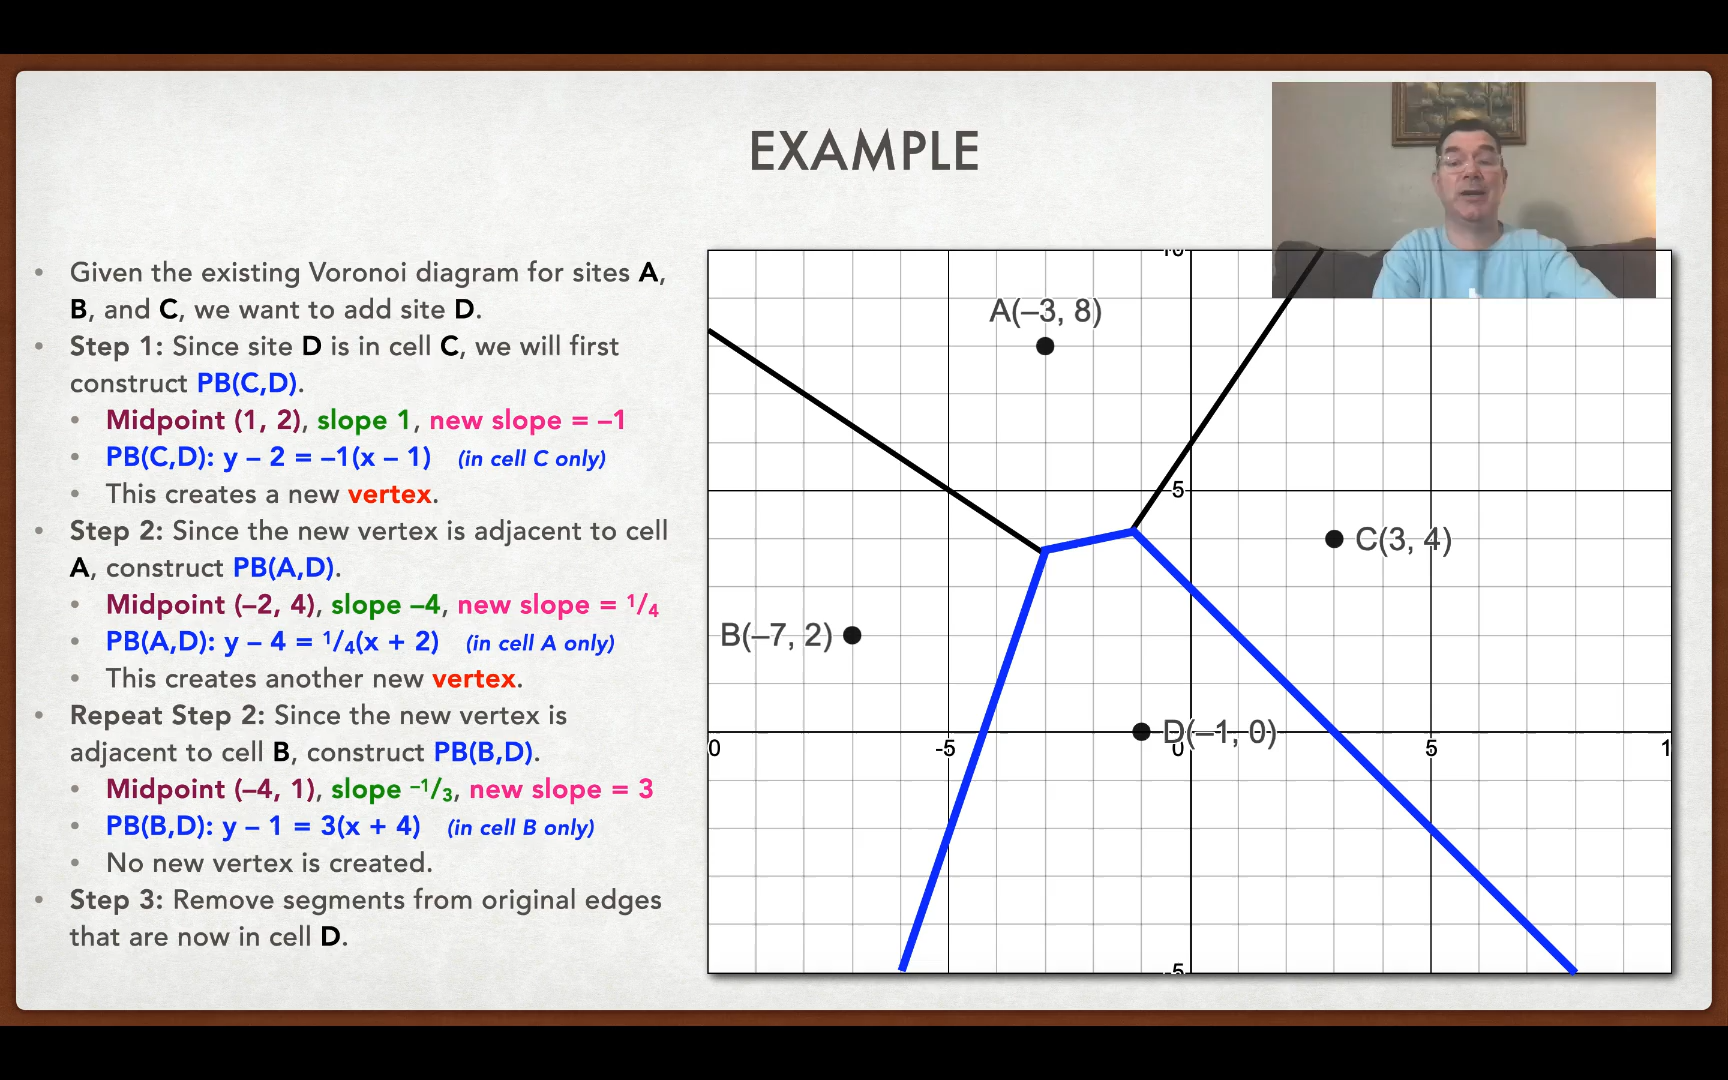 EXAMPLE
• Given the existing Voronoi diagram for sites A,
B, and C, we want to add site D.
• Step 1: Since site D is in cell C, we will first
construct PB(C,D).
• Midpoint (1, 2), slope 1, new slope = –1
• PB(C,D): y – 2 = –1(x – 1) (in cell C only)
• This creates a new vertex.
• Step 2: Since the new vertex is adjacent to cell
A, construct PB(A,D).
• Midpoint (–2, 4), slope –4, new slope = 1/4
• PB(A,D): y – 4 = 1/4(x + 2) (in cell A only)
• This creates another new vertex.
• Repeat Step 2: Since the new vertex is
adjacent to cell B, construct PB(B,D).
• Midpoint (–4, 1), slope –1/3, new slope = 3
• PB(B,D): y – 1 = 3(x + 4) (in cell B only)
• No new vertex is created.
• Step 3: Remove segments from original edges
that are now in cell D.
10
A(–3, 8)
5
C(3, 4)
B(–7, 2)
D(–1, 0)
0 -5 0 5 1
-5